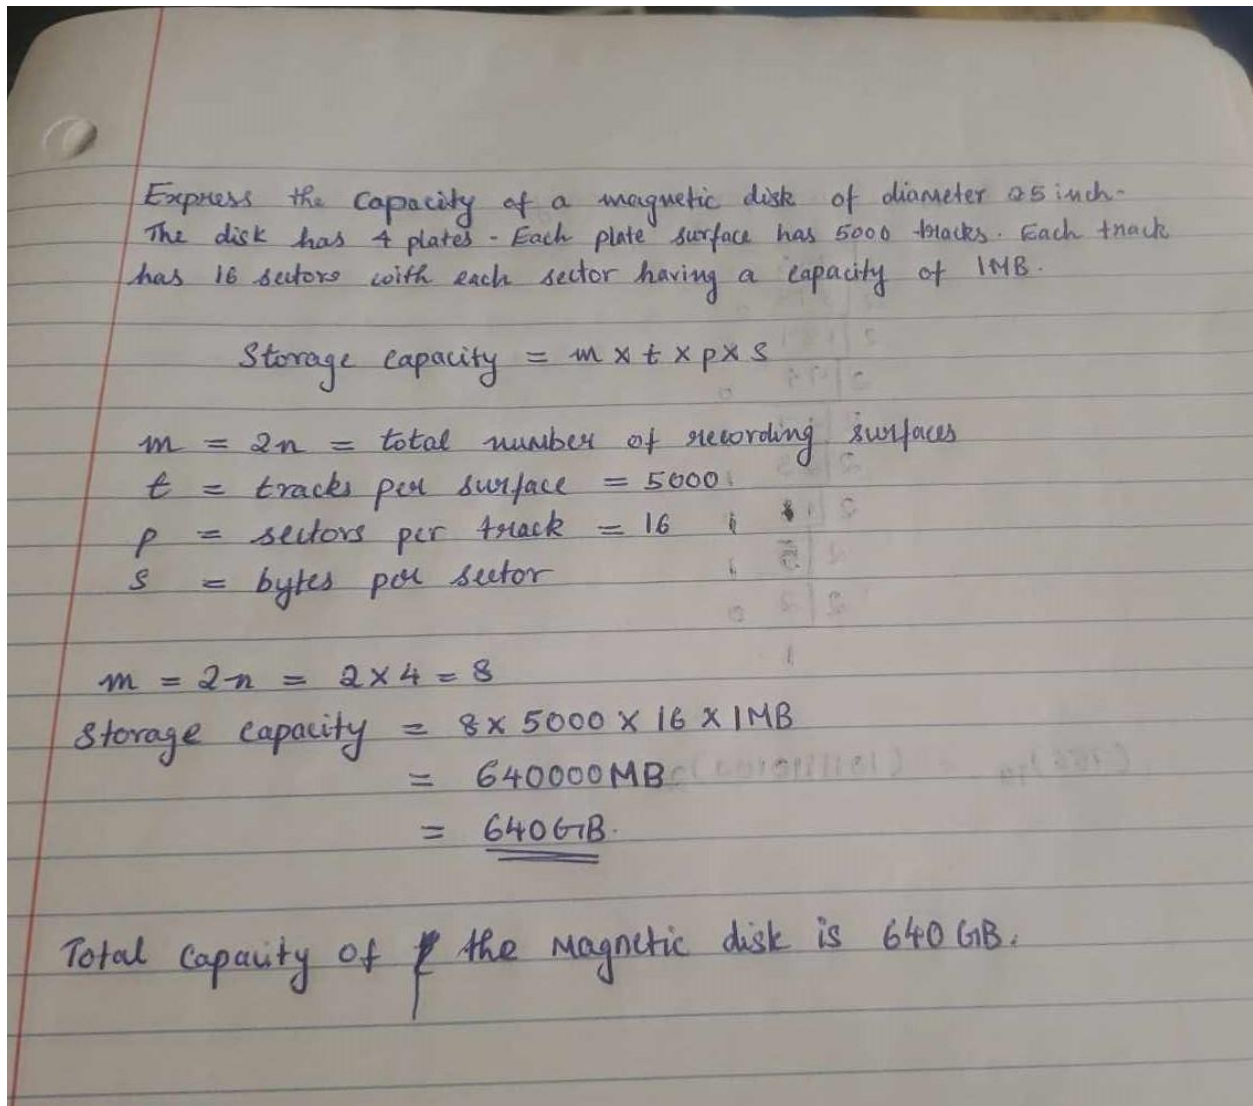 Express the capacity of a magnetic disk of diameter 25 inch.
The disk has 4 plates. Each plate surface has 5000 tracks. Each track
has 16 sectors with each sector having a capacity of 1MB.
Storage capacity = m × t × p × s
m = 2n = total number of recording surfaces
t = tracks per surface = 5000
p = sectors per track = 16
s = bytes per sector
m = 2n = 2×4 = 8
Storage capacity = 8 × 5000 × 16 × 1MB
= 640000MB
= 640GB.
Total capacity of the Magnetic disk is 640GB.